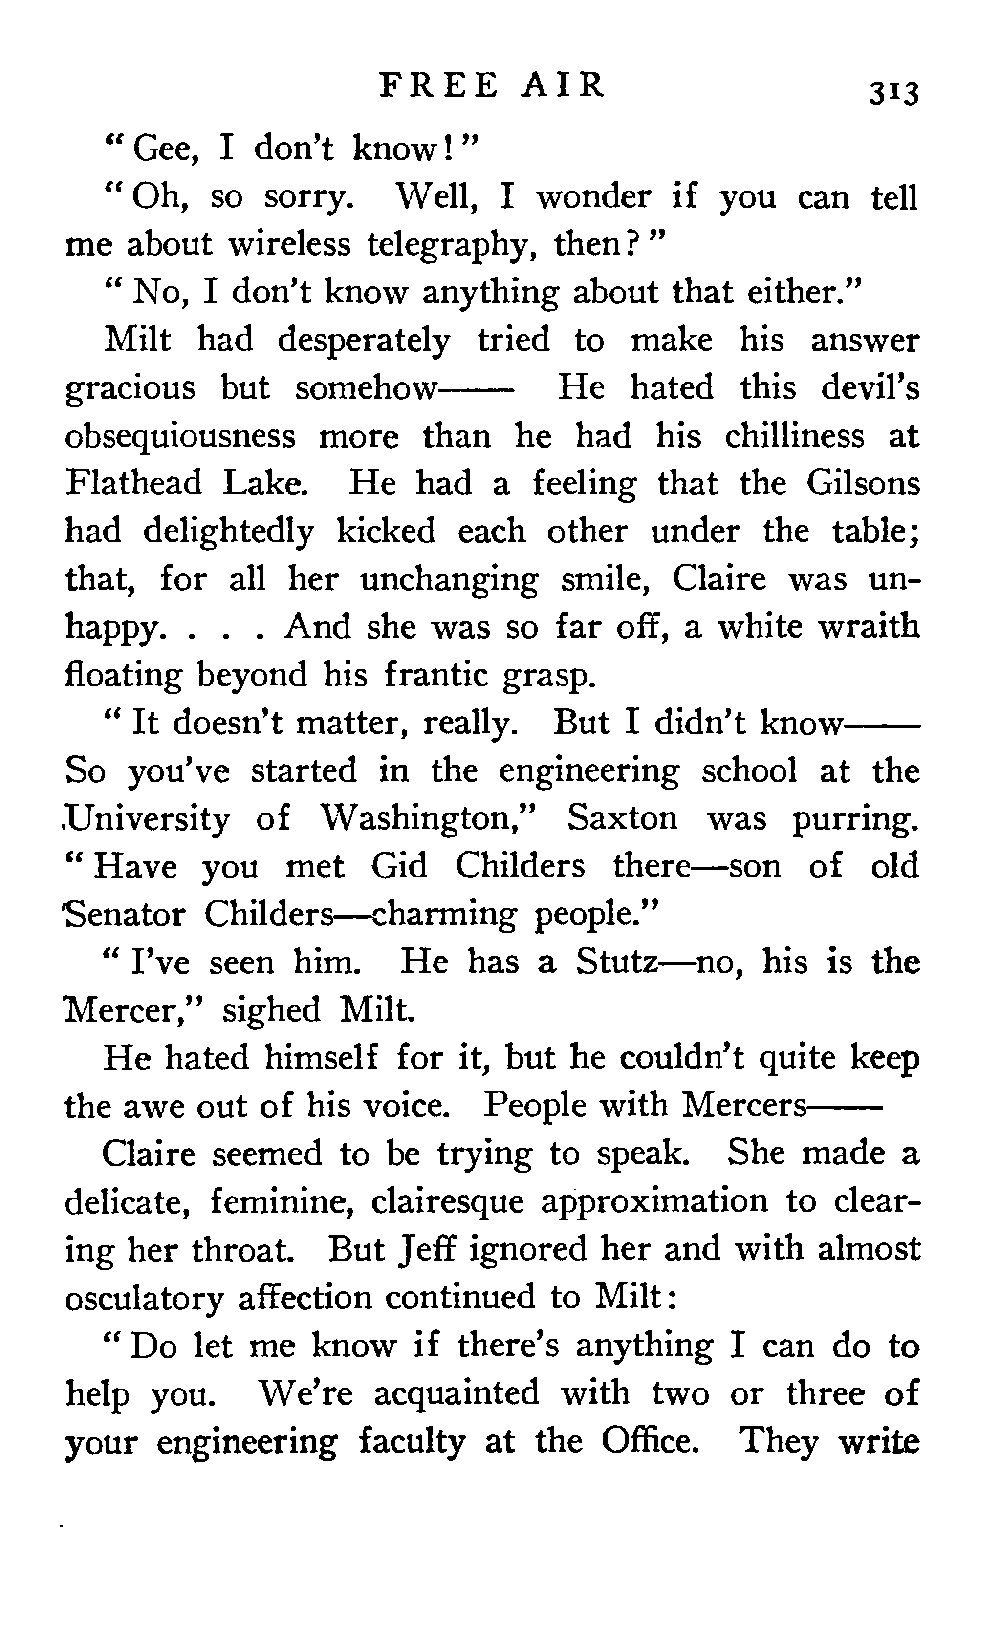 FREE AIR 313
“Gee, I don’t know!”
“Oh, so sorry. Well, I wonder if you can tell
me about wireless telegraphy, then?”
“No, I don’t know anything about that either.”
Milt had desperately tried to make his answer
gracious but somehow—— He hated this devil’s
obsequiousness more than he had his chilliness at
Flathead Lake. He had a feeling that the Gilsons
had delightedly kicked each other under the table;
that, for all her unchanging smile, Claire was un-
happy. . . . And she was so far off, a white wraith
floating beyond his frantic grasp.
“It doesn’t matter, really. But I didn’t know——
So you’ve started in the engineering school at the
University of Washington,” Saxton was purring.
“Have you met Gid Childers there—son of old
Senator Childers—charming people.”
“I’ve seen him. He has a Stutz—no, his is the
Mercer,” sighed Milt.
He hated himself for it, but he couldn’t quite keep
the awe out of his voice. People with Mercers——
Claire seemed to be trying to speak. She made a
delicate, feminine, clairesque approximation to clear-
ing her throat. But Jeff ignored her and with almost
osculatory affection continued to Milt:
“Do let me know if there’s anything I can do to
help you. We’re acquainted with two or three of
your engineering faculty at the Office. They write